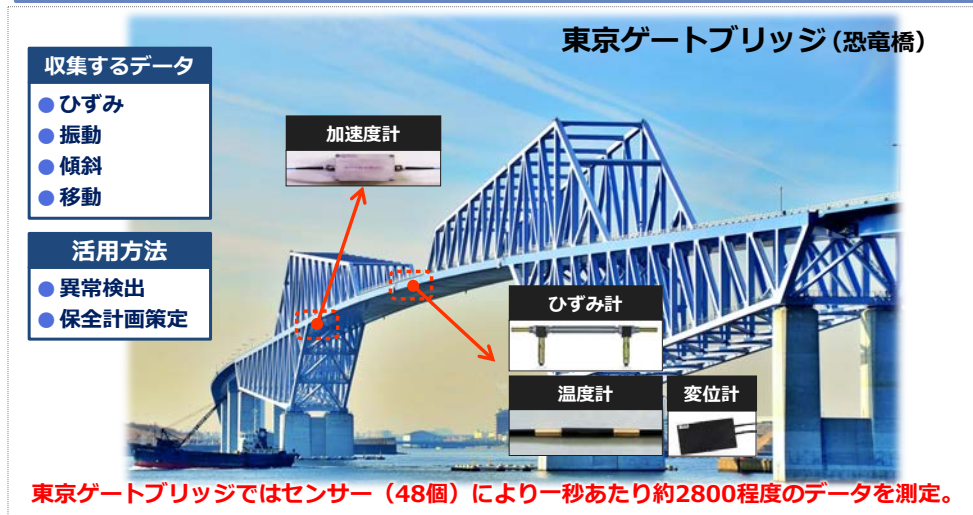 東京ゲートブリッジ(恐竜橋)
収集するデータ
●ひずみ
●振動
●傾斜
●移動
活用方法
●異常検出
●保全計画策定
加速度計
ひずみ計
温度計
変位計
東京ゲートブリッジではセンサー（48個）により一秒あたり約2800程度のデータを測定。